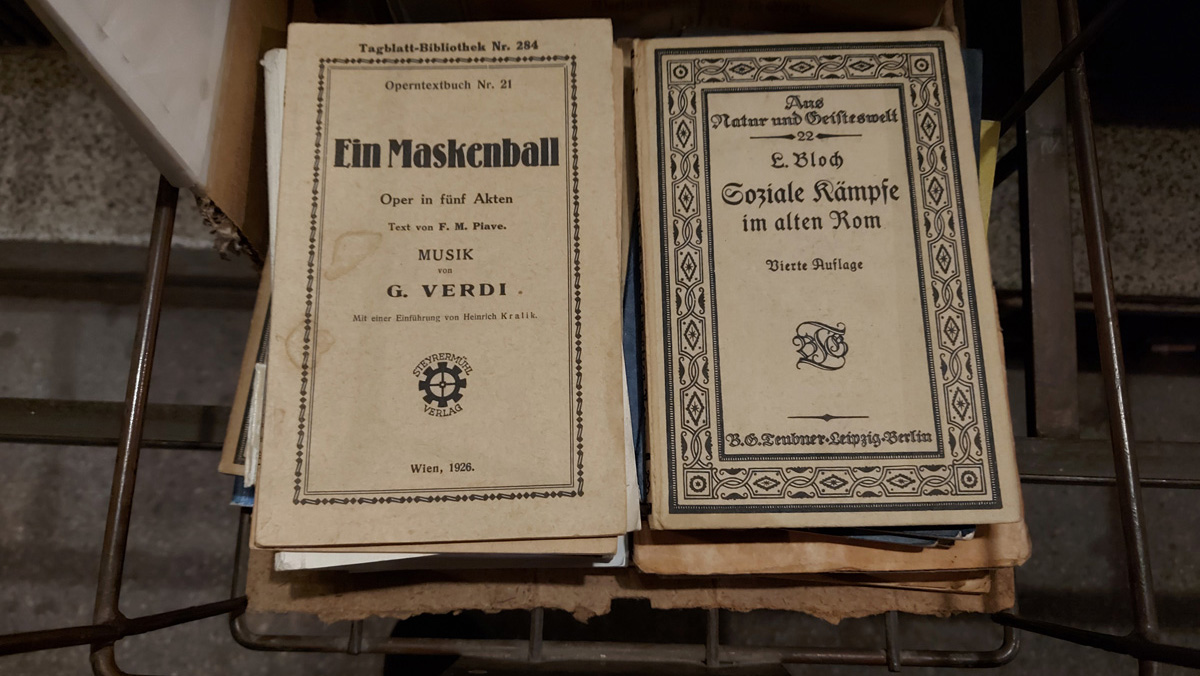 Tagblatt-Bibliothek Nr. 284
Operntextbuch Nr. 21
Ein Maskenball
Oper in fünf Akten
Text von F. M. Piave.
MUSIK
von
G. VERDI
Mit einer Einführung von Heinrich Kralik.
STEYRERMÜHL
VERLAG
Wien, 1926.
Aus
Natur und Geisteswelt
22
L. Bloch
Soziale Kämpfe
im alten Rom
Vierte Auflage
BGT
B.G.Teubner·Leipzig·Berlin